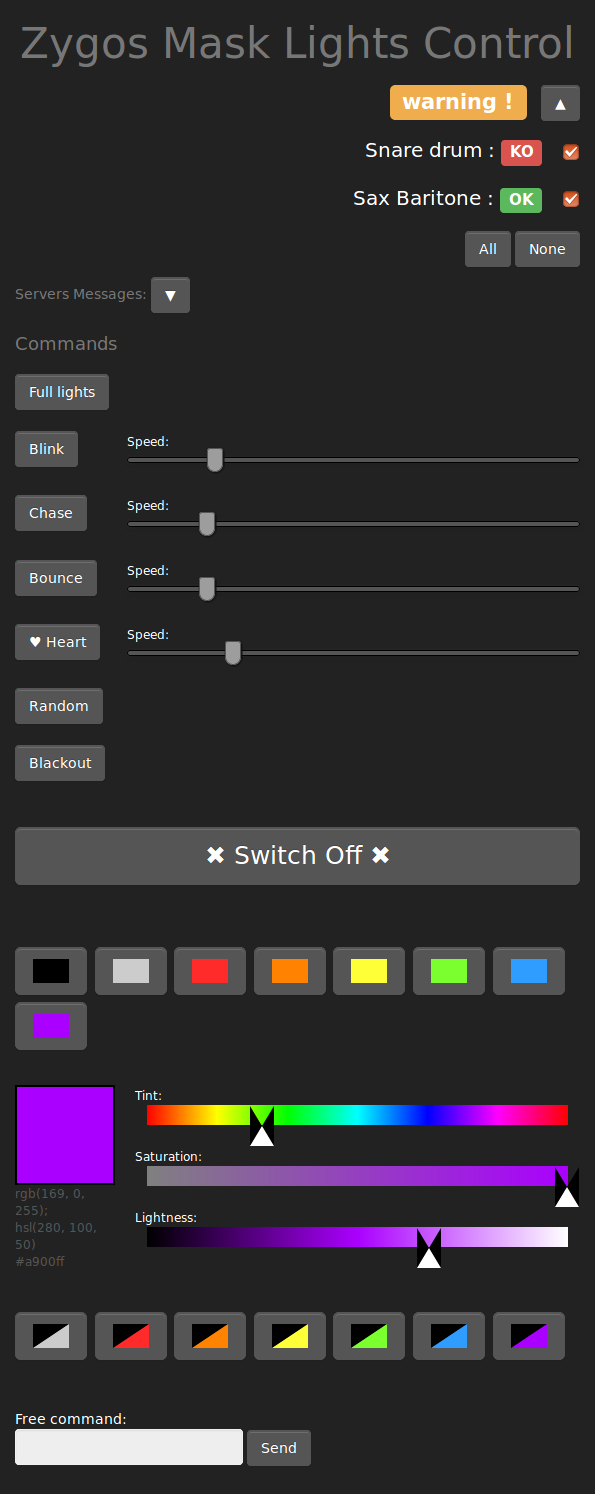 Zygos Mask Lights Control
warning ! ▲
Snare drum : KO
Sax Baritone : OK
All None
Servers Messages: ▼
Commands
Full lights
Blink Speed:
Chase Speed:
Bounce Speed:
♥ Heart Speed:
Random
Blackout
✖ Switch Off ✖
Tint:
Saturation:
Lightness:
rgb(169, 0,
255);
hsl(280, 100,
50)
#a900ff
Free command:
Send